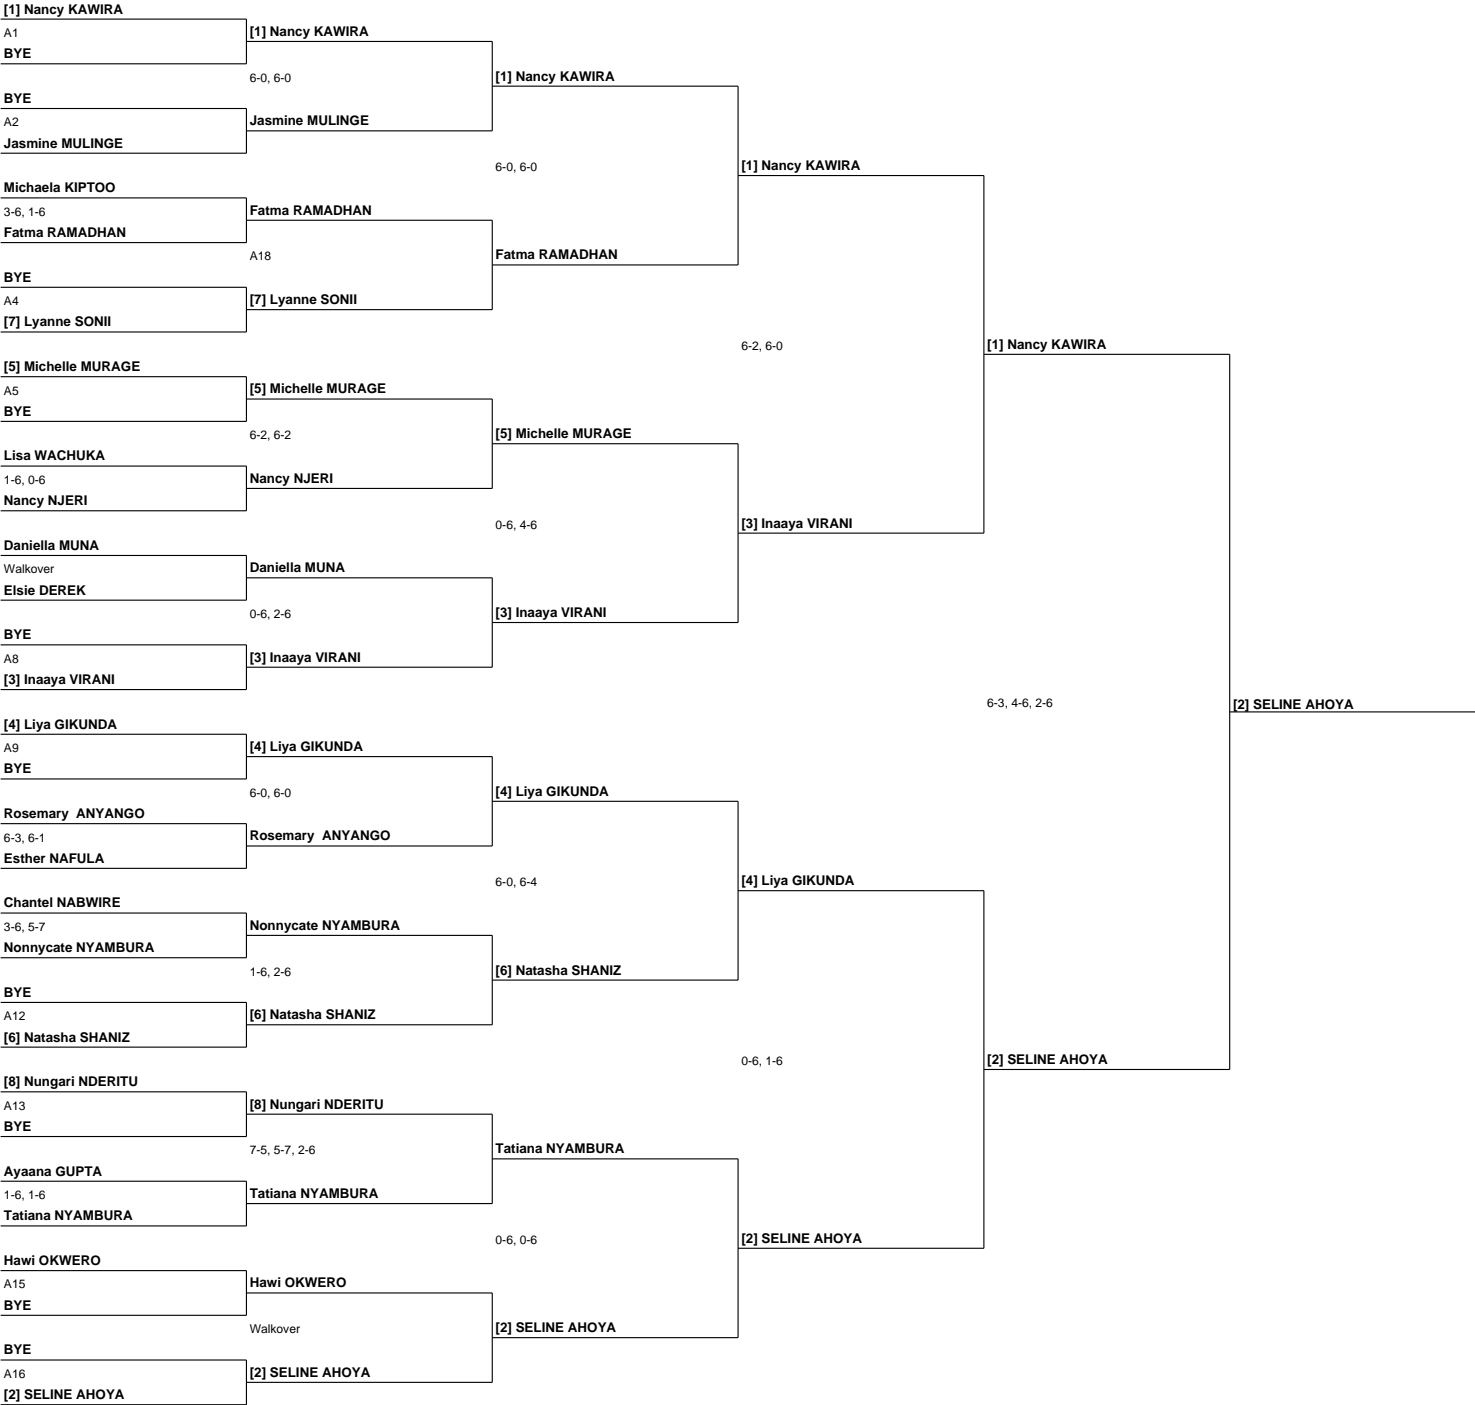 [1] Nancy KAWIRA
A1
BYE
BYE
A2
Jasmine MULINGE
Michaela KIPTOO
3-6, 1-6
Fatma RAMADHAN
BYE
A4
[7] Lyanne SONII
[5] Michelle MURAGE
A5
BYE
Lisa WACHUKA
1-6, 0-6
Nancy NJERI
Daniella MUNA
Walkover
Elsie DEREK
BYE
A8
[3] Inaaya VIRANI
[4] Liya GIKUNDA
A9
BYE
Rosemary  ANYANGO
6-3, 6-1
Esther NAFULA
Chantel NABWIRE
3-6, 5-7
Nonnycate NYAMBURA
BYE
A12
[6] Natasha SHANIZ
[8] Nungari NDERITU
A13
BYE
Ayaana GUPTA
1-6, 1-6
Tatiana NYAMBURA
Hawi OKWERO
A15
BYE
BYE
A16
[2] SELINE AHOYA
[1] Nancy KAWIRA
6-0, 6-0
Jasmine MULINGE
Fatma RAMADHAN
A18
[7] Lyanne SONII
[5] Michelle MURAGE
6-2, 6-2
Nancy NJERI
Daniella MUNA
0-6, 2-6
[3] Inaaya VIRANI
[4] Liya GIKUNDA
6-0, 6-0
Rosemary  ANYANGO
Nonnycate NYAMBURA
1-6, 2-6
[6] Natasha SHANIZ
[8] Nungari NDERITU
7-5, 5-7, 2-6
Tatiana NYAMBURA
Hawi OKWERO
Walkover
[2] SELINE AHOYA
[1] Nancy KAWIRA
6-0, 6-0
Fatma RAMADHAN
[5] Michelle MURAGE
0-6, 4-6
[3] Inaaya VIRANI
[4] Liya GIKUNDA
6-0, 6-4
[6] Natasha SHANIZ
Tatiana NYAMBURA
0-6, 0-6
[2] SELINE AHOYA
[1] Nancy KAWIRA
6-2, 6-0
[3] Inaaya VIRANI
[4] Liya GIKUNDA
0-6, 1-6
[2] SELINE AHOYA
[1] Nancy KAWIRA
6-3, 4-6, 2-6
[2] SELINE AHOYA
[2] SELINE AHOYA